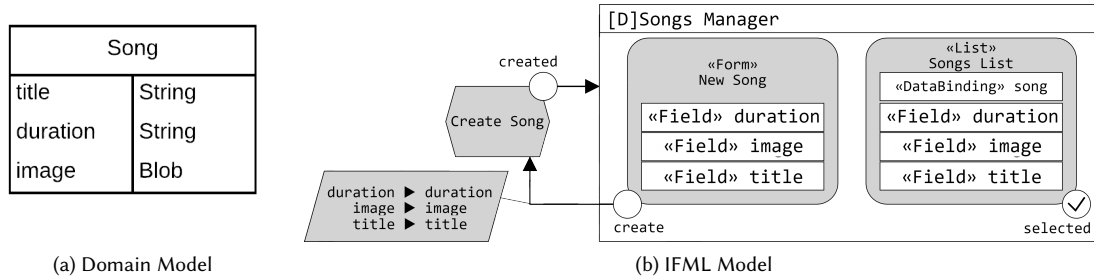 Song
title String
duration String
image Blob
(a) Domain Model
[D]Songs Manager
«Form»
New Song
«Field» duration
«Field» image
«Field» title
«List»
Songs List
«DataBinding» song
«Field» duration
«Field» image
«Field» title
created
Create Song
duration ▶ duration
image ▶ image
title ▶ title
create
selected
(b) IFML Model